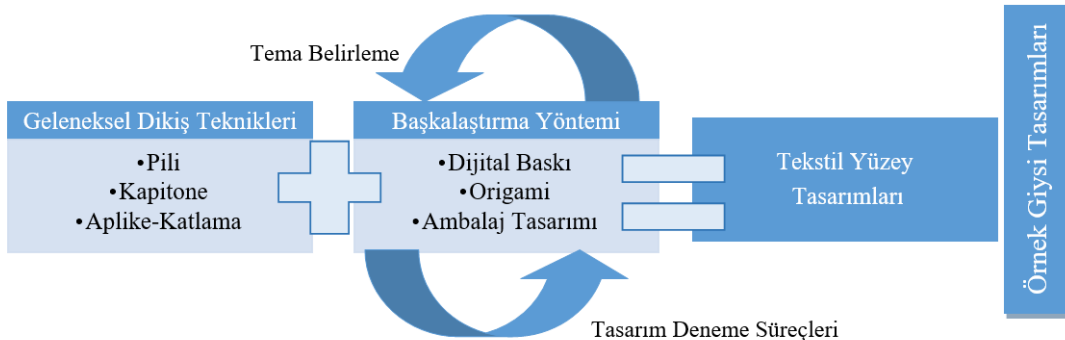 Tema Belirleme
Geleneksel Dikiş Teknikleri
•Pili
•Kapitone
•Aplike-Katlama
Başkalaştırma Yöntemi
•Dijital Baskı
•Origami
•Ambalaj Tasarımı
Tekstil Yüzey
Tasarımları
Örnek Giysi Tasarımları
Tasarım Deneme Süreçleri